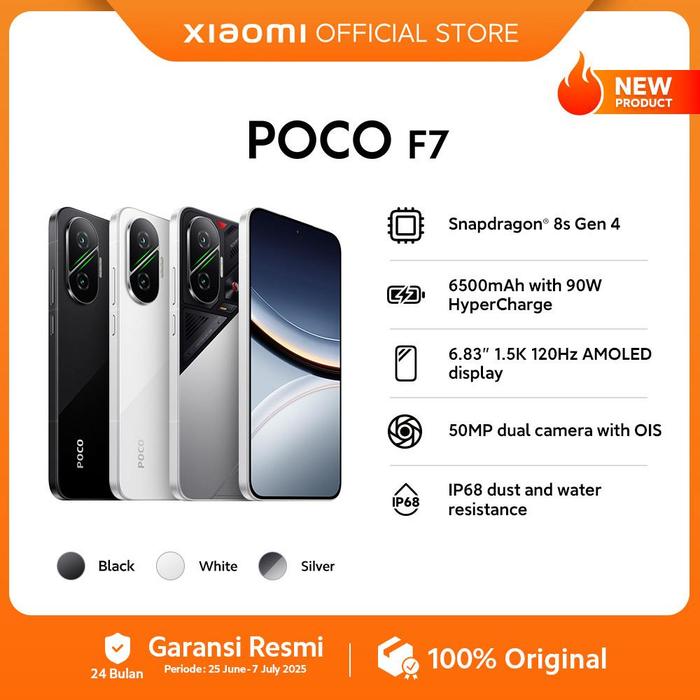 xiaomi OFFICIAL STORE
NEW
PRODUCT
POCO F7
Snapdragon® 8s Gen 4
6500mAh with 90W
HyperCharge
6.83” 1.5K 120Hz AMOLED
display
50MP dual camera with OIS
IP68
IP68 dust and water
resistance
POCO
POCO
Black
White
Silver
24 Bulan
Garansi Resmi
Periode: 25 June - 7 July 2025
100% Original